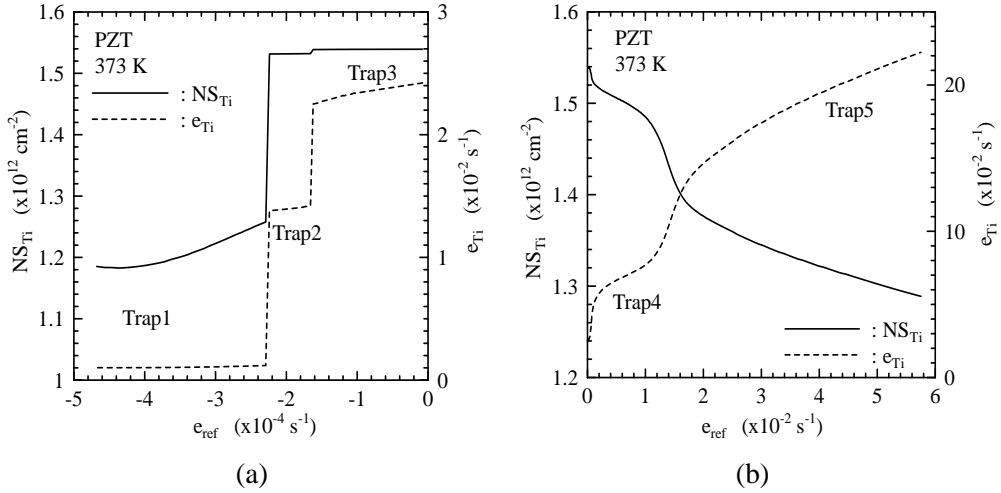 1.6
1.5
1.4
1.3
1.2
1.1
1
NS_Ti (x10^12 cm^-2)
PZT
373 K
: NS_Ti
: e_Ti
Trap3
Trap2
Trap1
3
2
1
0
e_Ti (x10^-2 s^-1)
-5 -4 -3 -2 -1 0
e_ref (x10^-4 s^-1)
(a)
1.6
1.5
1.4
1.3
1.2
NS_Ti (x10^12 cm^-2)
PZT
373 K
Trap5
Trap4
: NS_Ti
: e_Ti
20
10
0
e_Ti (x10^-2 s^-1)
0 1 2 3 4 5 6
e_ref (x10^-2 s^-1)
(b)